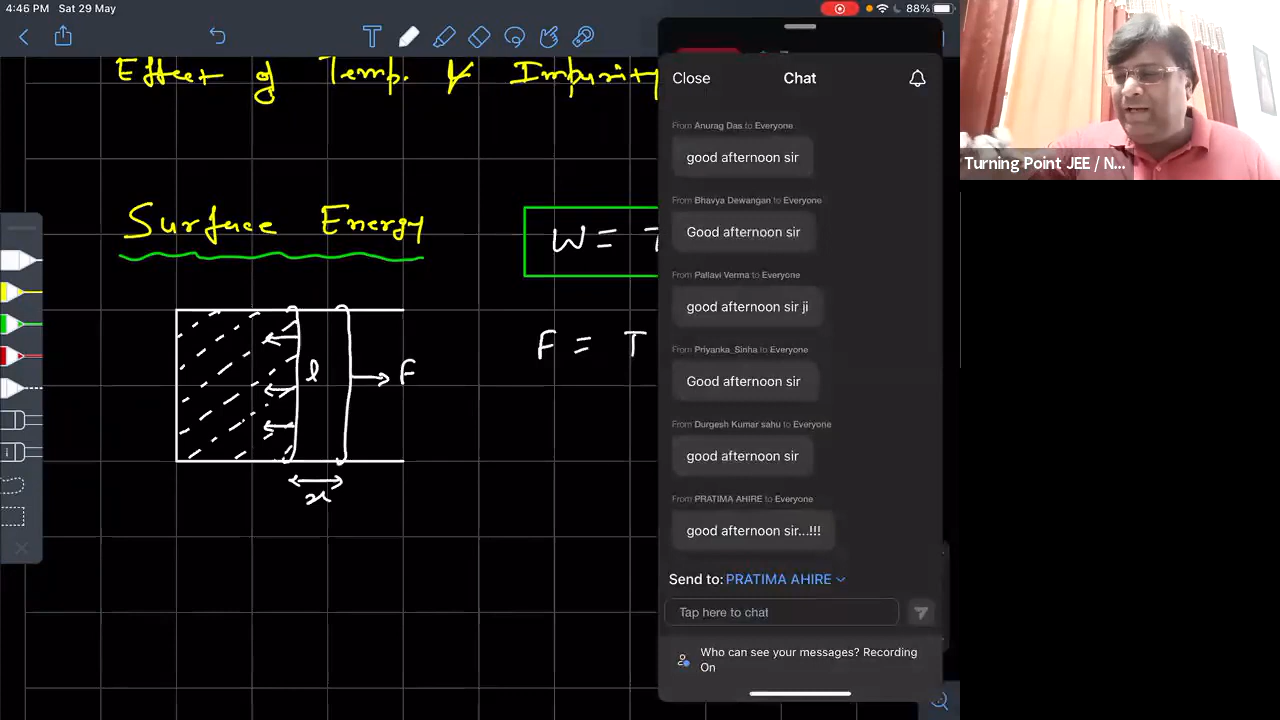 4:46 PM Sat 29 May
88%
Effect of Temp. & Impurity
Surface Energy
W = T
F = T
l
F
x
Close
Chat
From Anurag Das to Everyone
good afternoon sir
From Bhavya Dewangan to Everyone
Good afternoon sir
From Pallavi Verma to Everyone
good afternoon sir ji
From Priyanka_Sinha to Everyone
Good afternoon sir
From Durgesh Kumar sahu to Everyone
good afternoon sir
From PRATIMA AHIRE to Everyone
good afternoon sir...!!!
Send to: PRATIMA AHIRE
Tap here to chat
Who can see your messages? Recording
On
Turning Point JEE / N...